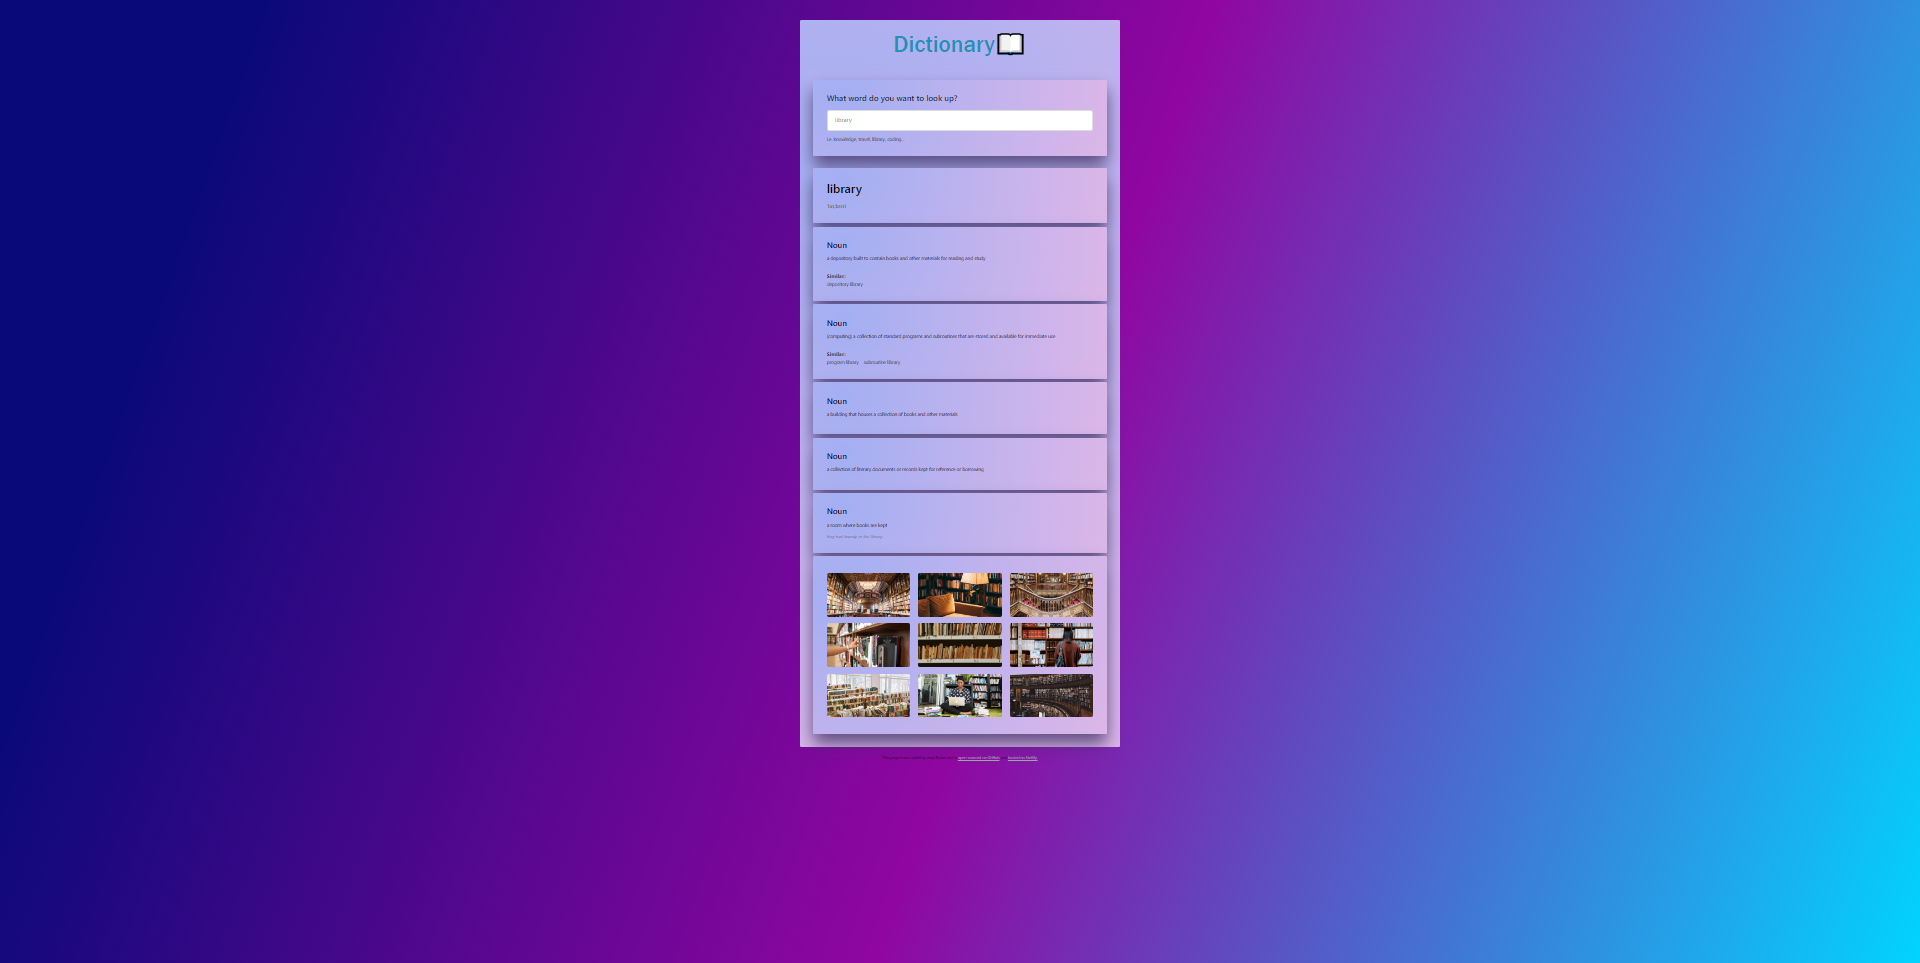 Dictionary
What word do you want to look up?
library
i.e. knowledge, travel, library, coding...
library
Noun
a depository built to contain books and other materials for reading and study
Similar:
depository library
Noun
(computing) a collection of standard programs and subroutines that are stored and available for immediate use
Similar:
program library subroutine library
Noun
a building that houses a collection of books and other materials
Noun
a collection of literary documents or records kept for reference or borrowing
Noun
a room where books are kept
they had brandy in the library
open-sourced on GitHub
hosted on Netlify.